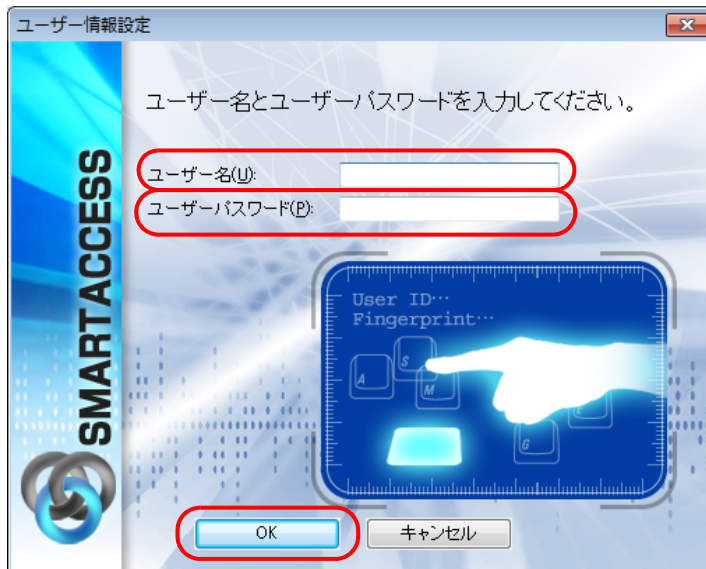 ユーザー情報設定
ユーザー名とユーザーパスワードを入力してください。
ユーザー名(U):
ユーザーパスワード(P):
SMARTACCESS
User ID…
Fingerprint…
A
S
M
E
G
OK
キャンセル